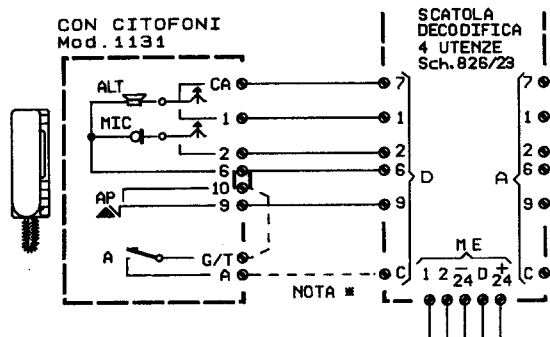 CON CITOFONI
Mod.1131
SCATOLA
DECODIFICA
4 UTENZE
Sch.826/23
ALT
CA
7
7
MIC
1
1
1
2
2
2
6
6
6
10
D
A
AP
9
9
9
A
G/T
A
NOTA *
C
ME
1 2 -24 D +24
C